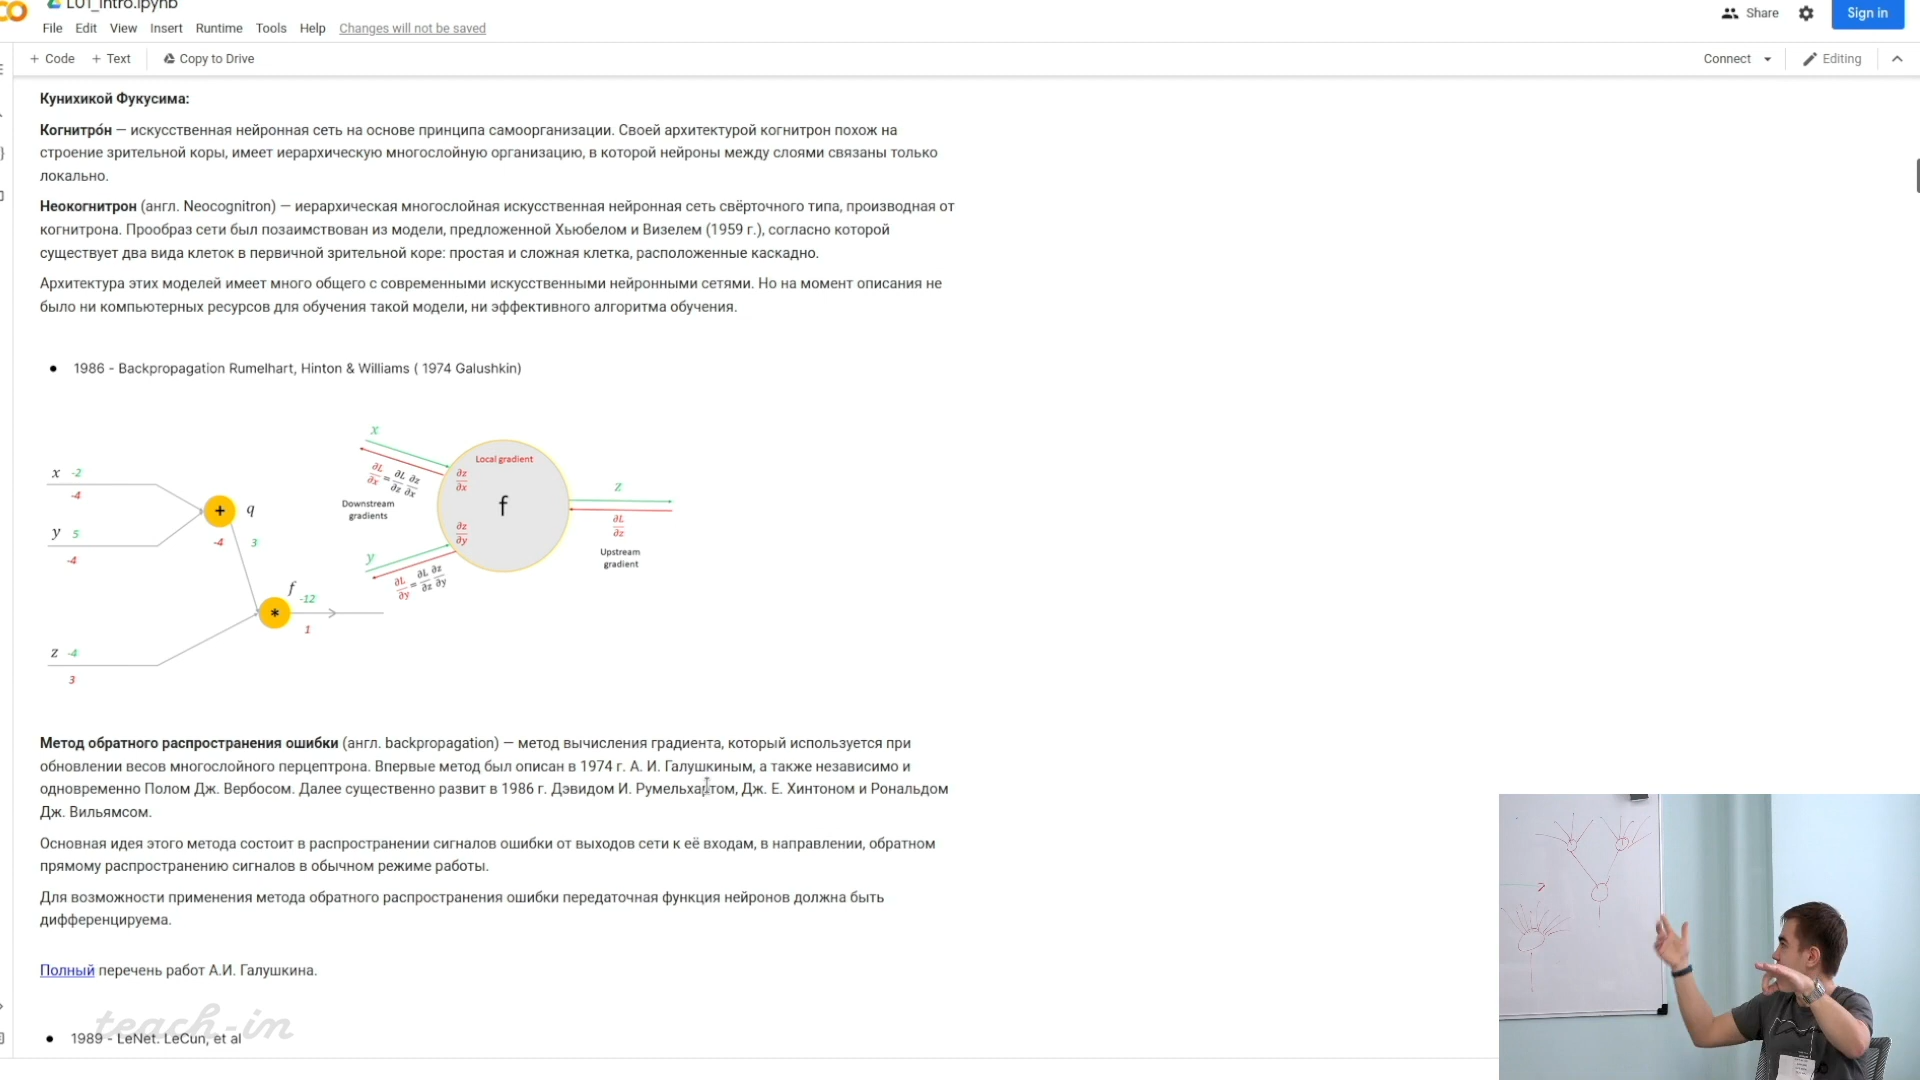 L01_Intro.ipynb
File Edit View Insert Runtime Tools Help Changes will not be saved
Share
Sign in
+ Code + Text Copy to Drive
Connect
Editing
Кунихикой Фукусима:
Когнитро́н — искусственная нейронная сеть на основе принципа самоорганизации. Своей архитектурой когнитрон похож на
строение зрительной коры, имеет иерархическую многослойную организацию, в которой нейроны между слоями связаны только
локально.
Неокогнитрон (англ. Neocognitron) — иерархическая многослойная искусственная нейронная сеть свёрточного типа, производная от
когнитрона. Прообраз сети был позаимствован из модели, предложенной Хьюбелом и Визелем (1959 г.), согласно которой
существует два вида клеток в первичной зрительной коре: простая и сложная клетка, расположенные каскадно.
Архитектура этих моделей имеет много общего с современными искусственными нейронными сетями. Но на момент описания не
было ни компьютерных ресурсов для обучения такой модели, ни эффективного алгоритма обучения.
1986 - Backpropagation Rumelhart, Hinton & Williams ( 1974 Galushkin)
x -2
-4
y 5
-4
+ q
-4 3
f
-12
*
1
z -4
3
x
∂L/∂x = ∂L/∂z ∂z/∂x
Downstream
gradients
y
∂L/∂y = ∂L/∂z ∂z/∂y
Local gradient
∂z/∂x
f
∂z/∂y
z
∂L/∂z
Upstream
gradient
Метод обратного распространения ошибки (англ. backpropagation) — метод вычисления градиента, который используется при
обновлении весов многослойного перцептрона. Впервые метод был описан в 1974 г. А. И. Галушкиным, а также независимо и
одновременно Полом Дж. Вербосом. Далее существенно развит в 1986 г. Дэвидом И. Румельхартом, Дж. Е. Хинтоном и Рональдом
Дж. Вильямсом.
Основная идея этого метода состоит в распространении сигналов ошибки от выходов сети к её входам, в направлении, обратном
прямому распространению сигналов в обычном режиме работы.
Для возможности применения метода обратного распространения ошибки передаточная функция нейронов должна быть
дифференцируема.
Полный перечень работ А.И. Галушкина.
teach-in
1989 - LeNet. LeCun, et al